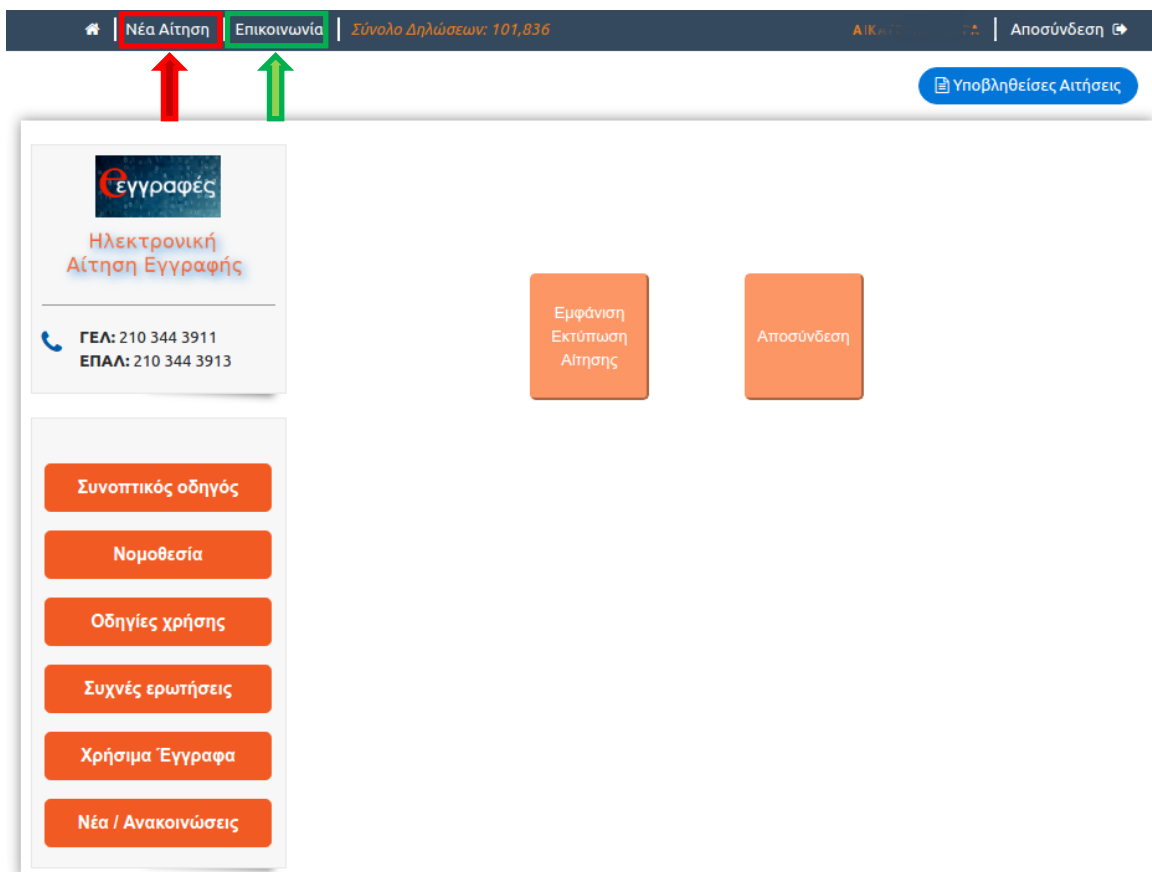 Νέα Αίτηση Επικοινωνία Σύνολο Δηλώσεων: 101,836 Αποσύνδεση
Υποβληθείσες Αιτήσεις
eεγγραφές
Ηλεκτρονική
Αίτηση Εγγραφής
ΓΕΛ: 210 344 3911
ΕΠΑΛ: 210 344 3913
Εμφάνιση
Εκτύπωση
Αίτησης
Αποσύνδεση
Συνοπτικός οδηγός
Νομοθεσία
Οδηγίες χρήσης
Συχνές ερωτήσεις
Χρήσιμα Έγγραφα
Νέα / Ανακοινώσεις